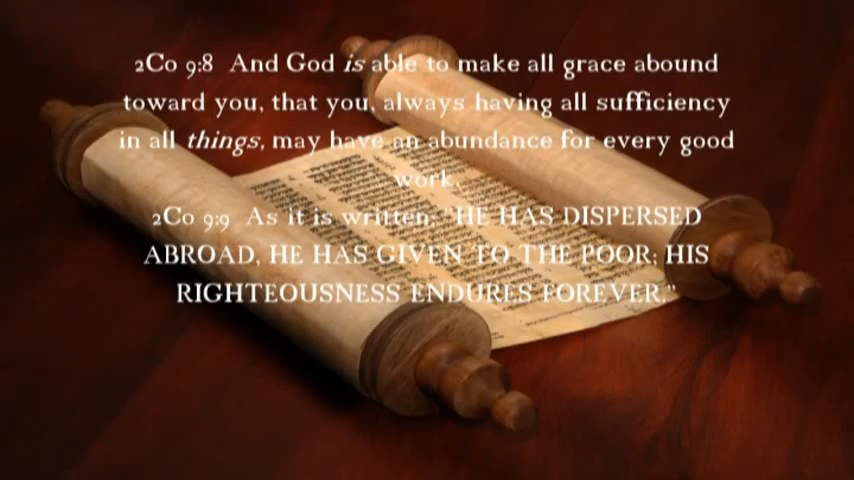 2Co 9:8 And God is able to make all grace abound
toward you, that you, always having all sufficiency
in all things, may have an abundance for every good
work.
2Co 9:9 As it is written: "HE HAS DISPERSED
ABROAD, HE HAS GIVEN TO THE POOR; HIS
RIGHTEOUSNESS ENDURES FOREVER."